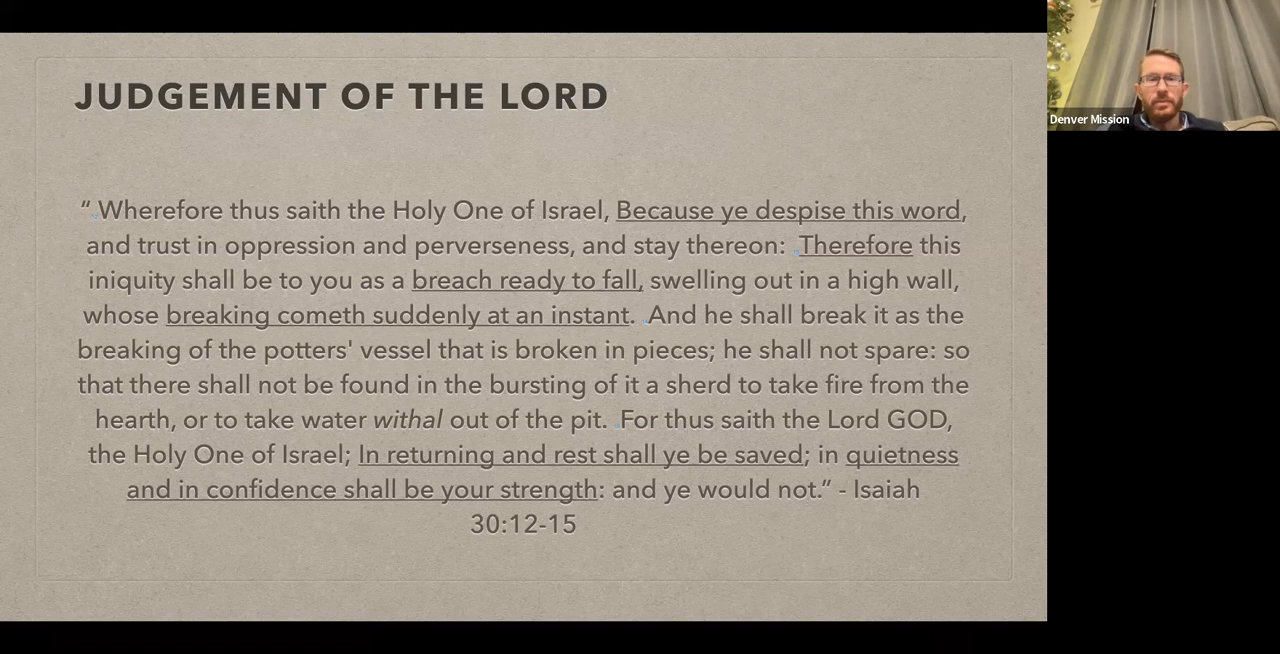 JUDGEMENT OF THE LORD
“ Wherefore thus saith the Holy One of Israel, Because ye despise this word,
and trust in oppression and perverseness, and stay thereon: Therefore this
iniquity shall be to you as a breach ready to fall, swelling out in a high wall,
whose breaking cometh suddenly at an instant. And he shall break it as the
breaking of the potters' vessel that is broken in pieces; he shall not spare: so
that there shall not be found in the bursting of it a sherd to take fire from the
hearth, or to take water withal out of the pit. For thus saith the Lord GOD,
the Holy One of Israel; In returning and rest shall ye be saved; in quietness
and in confidence shall be your strength: and ye would not.” - Isaiah
30:12-15
Denver Mission